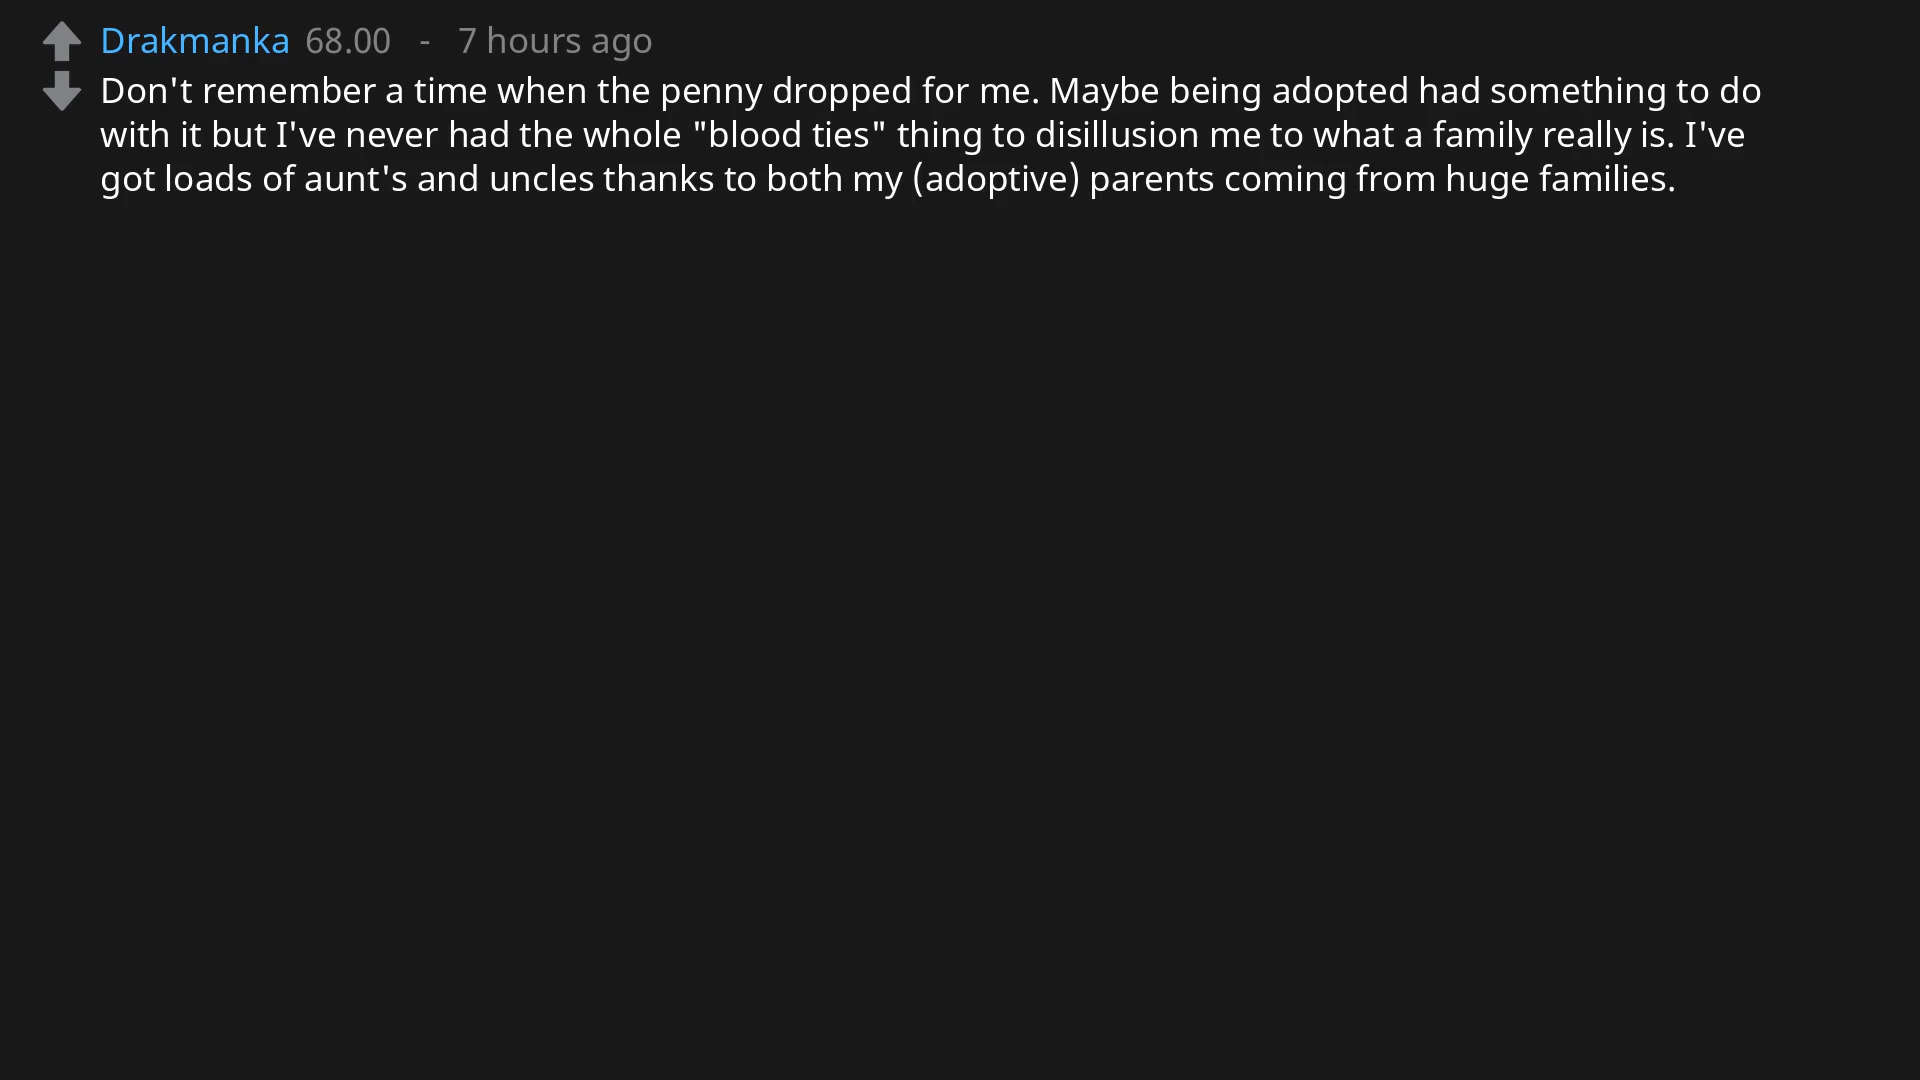 Drakmanka 68.00 - 7 hours ago
Don't remember a time when the penny dropped for me. Maybe being adopted had something to do
with it but I've never had the whole "blood ties" thing to disillusion me to what a family really is. I've
got loads of aunt's and uncles thanks to both my (adoptive) parents coming from huge families.